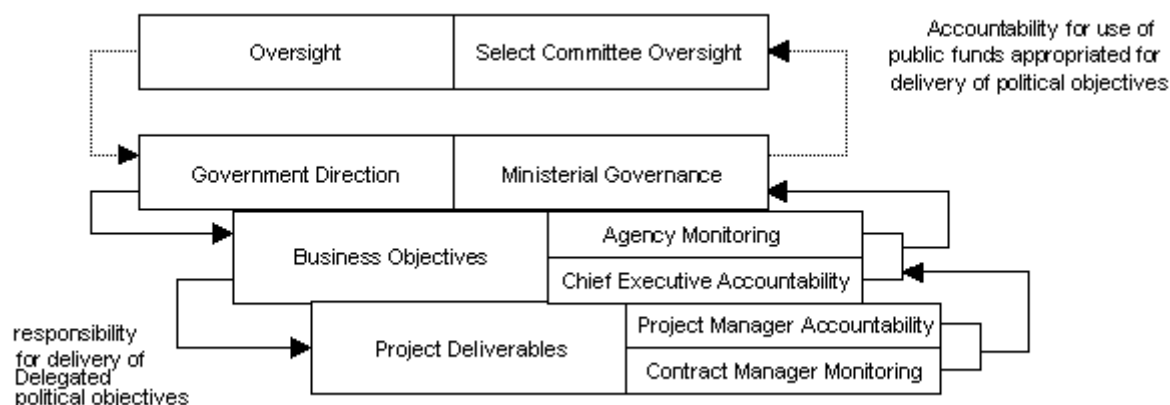 Oversight
Select Committee Oversight
Accountability for use of
public funds appropriated for
delivery of political objectives
Government Direction
Ministerial Governance
Business Objectives
Agency Monitoring
Chief Executive Accountability
Project Deliverables
Project Manager Accountability
Contract Manager Monitoring
responsibility
for delivery of
Delegated
political objectives